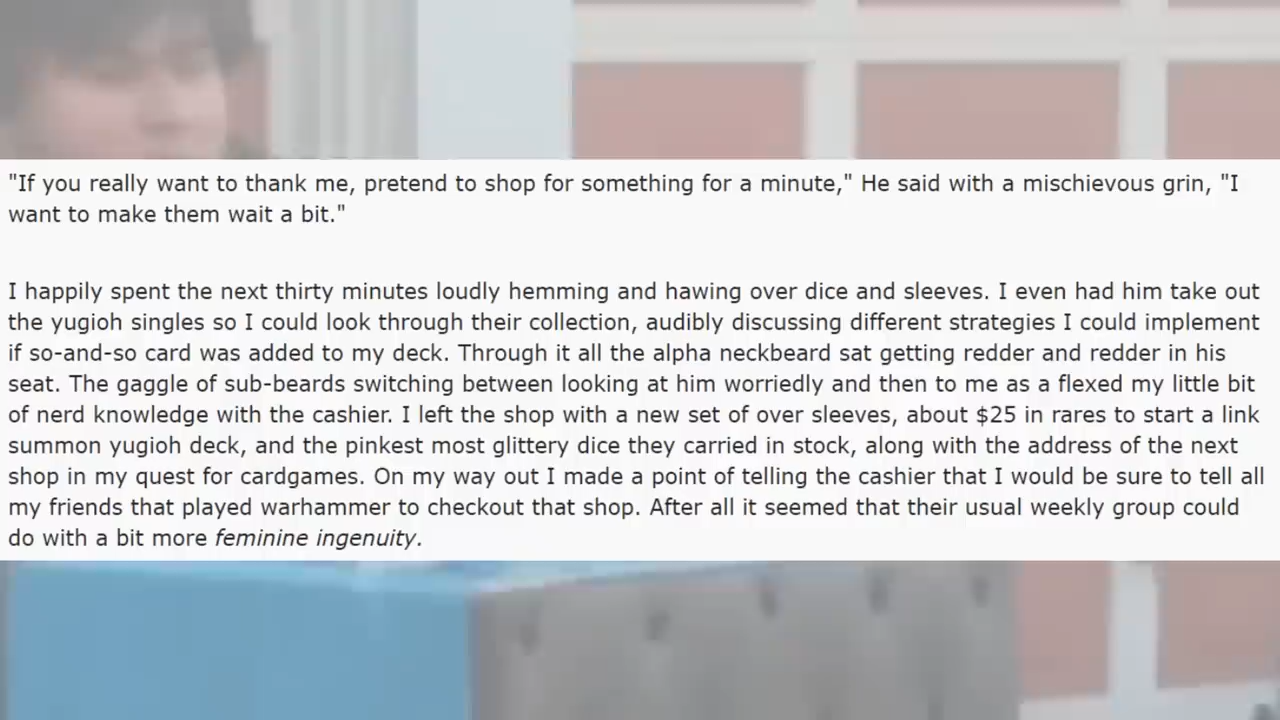 "If you really want to thank me, pretend to shop for something for a minute," He said with a mischievous grin, "I
want to make them wait a bit."
I happily spent the next thirty minutes loudly hemming and hawing over dice and sleeves. I even had him take out
the yugioh singles so I could look through their collection, audibly discussing different strategies I could implement
if so-and-so card was added to my deck. Through it all the alpha neckbeard sat getting redder and redder in his
seat. The gaggle of sub-beards switching between looking at him worriedly and then to me as a flexed my little bit
of nerd knowledge with the cashier. I left the shop with a new set of over sleeves, about $25 in rares to start a link
summon yugioh deck, and the pinkest most glittery dice they carried in stock, along with the address of the next
shop in my quest for cardgames. On my way out I made a point of telling the cashier that I would be sure to tell all
my friends that played warhammer to checkout that shop. After all it seemed that their usual weekly group could
do with a bit more feminine ingenuity.